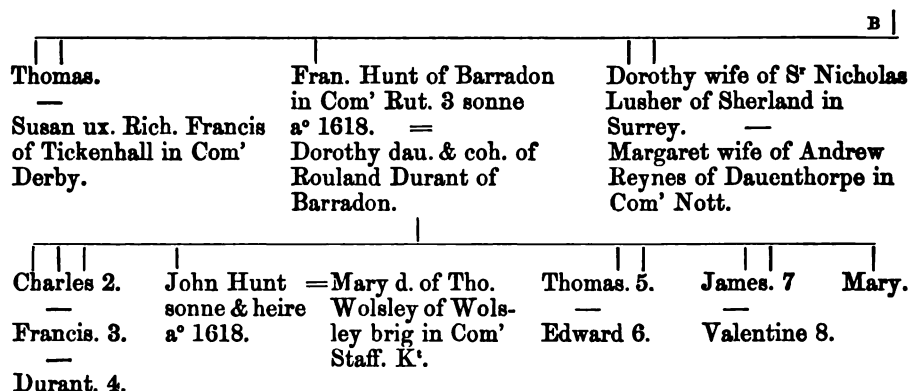 B
Thomas.
Susan ux. Rich. Francis
of Tickenhall in Com'
Derby.
Fran. Hunt of Barradon
in Com' Rut. 3 sonne
aº 1618. =
Dorothy dau. & coh. of
Rouland Durant of
Barradon.
Dorothy wife of Sʳ Nicholas
Lusher of Sherland in
Surrey.
Margaret wife of Andrew
Reynes of Dauenthorpe in
Com' Nott.
Charles 2.
Francis. 3.
Durant. 4.
John Hunt
sonne & heire
aº 1618.
=Mary d. of Tho.
Wolsley of Wols-
ley brig in Com'
Staff. Kᵗ.
Thomas. 5.
Edward 6.
James. 7
Valentine 8.
Mary.